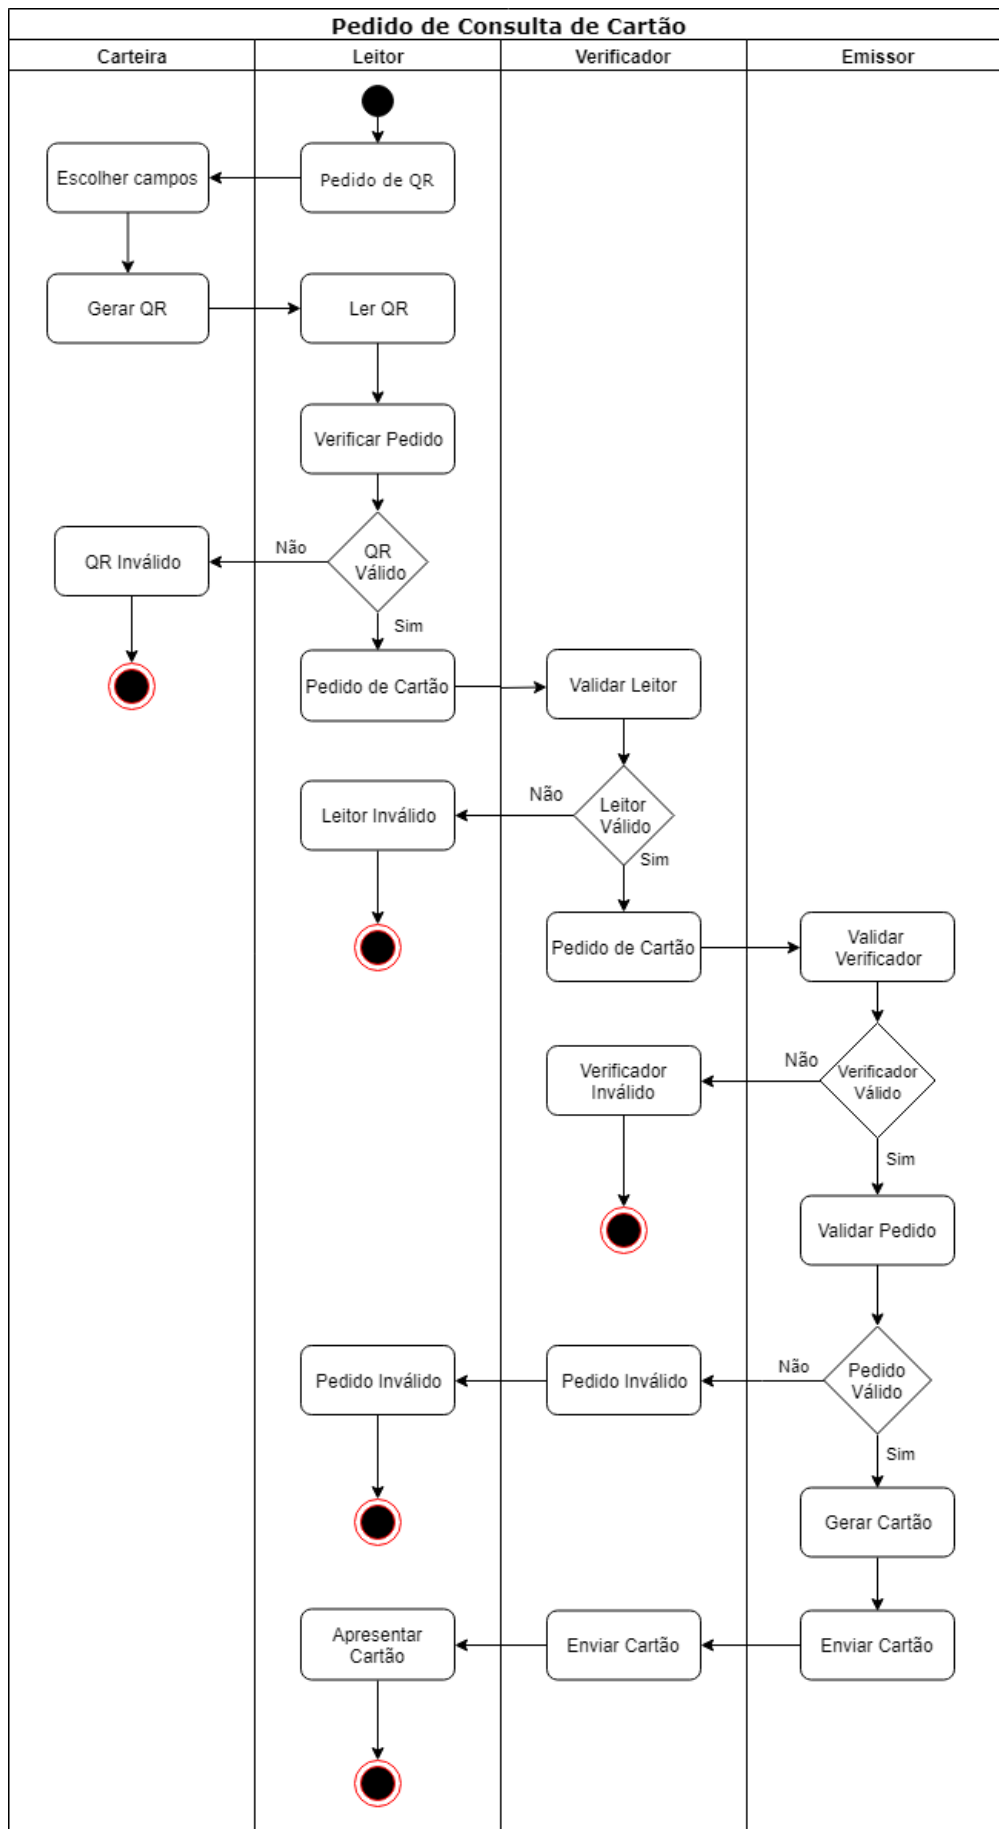 Pedido de Consulta de Cartão
Carteira
Leitor
Verificador
Emissor
Escolher campos
Pedido de QR
Gerar QR
Ler QR
Verificar Pedido
QR Inválido
Não
QR
Válido
Sim
Pedido de Cartão
Validar Leitor
Leitor Inválido
Não
Leitor
Válido
Sim
Pedido de Cartão
Validar
Verificador
Verificador
Inválido
Não
Verificador
Válido
Sim
Validar Pedido
Pedido Inválido
Pedido Inválido
Não
Pedido
Válido
Sim
Gerar Cartão
Apresentar
Cartão
Enviar Cartão
Enviar Cartão